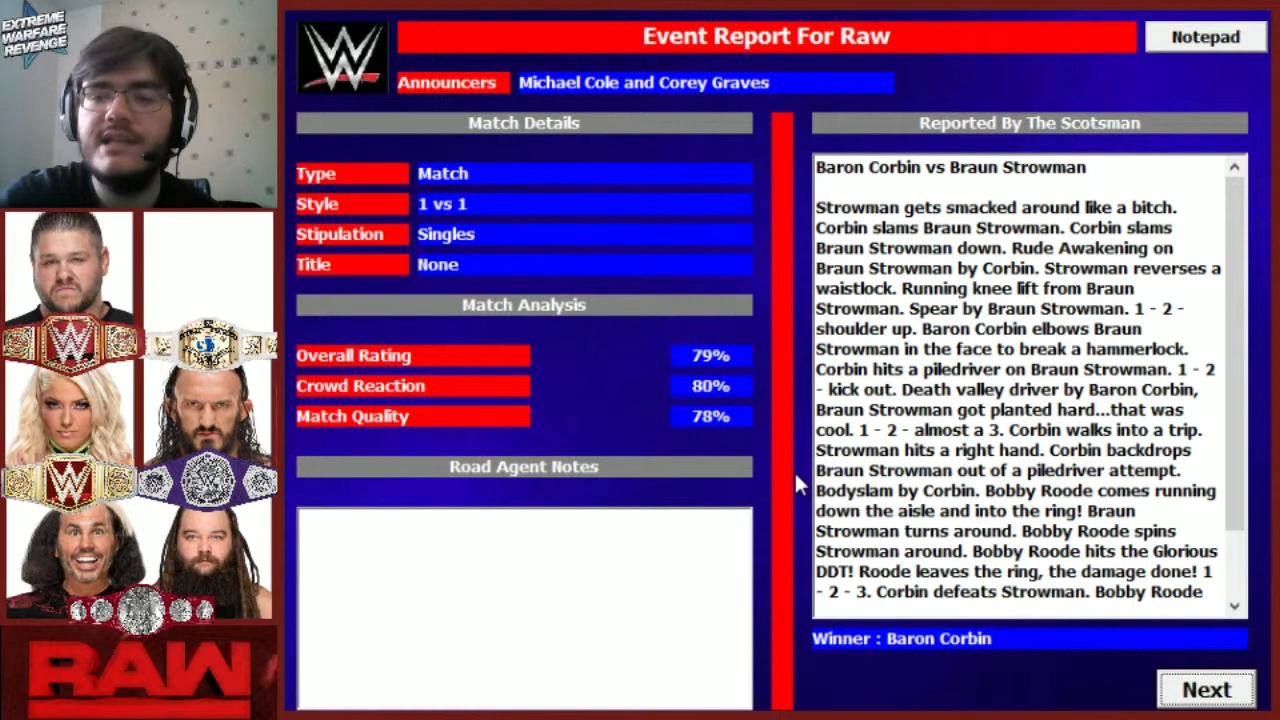 EXTREME
WARFARE
REVENGE
Event Report For Raw
Notepad
Announcers
Michael Cole and Corey Graves
Match Details
Type
Match
Style
1 vs 1
Stipulation
Singles
Title
None
Match Analysis
Overall Rating
79%
Crowd Reaction
80%
Match Quality
78%
Road Agent Notes
Reported By The Scotsman
Baron Corbin vs Braun Strowman
Strowman gets smacked around like a bitch.
Corbin slams Braun Strowman. Corbin slams
Braun Strowman down. Rude Awakening on
Braun Strowman by Corbin. Strowman reverses a
waistlock. Running knee lift from Braun
Strowman. Spear by Braun Strowman. 1 - 2 -
shoulder up. Baron Corbin elbows Braun
Strowman in the face to break a hammerlock.
Corbin hits a piledriver on Braun Strowman. 1 - 2
- kick out. Death valley driver by Baron Corbin,
Braun Strowman got planted hard...that was
cool. 1 - 2 - almost a 3. Corbin walks into a trip.
Strowman hits a right hand. Corbin backdrops
Braun Strowman out of a piledriver attempt.
Bodyslam by Corbin. Bobby Roode comes running
down the aisle and into the ring! Braun
Strowman turns around. Bobby Roode spins
Strowman around. Bobby Roode hits the Glorious
DDT! Roode leaves the ring, the damage done! 1
- 2 - 3. Corbin defeats Strowman. Bobby Roode
Winner : Baron Corbin
Next
RAW